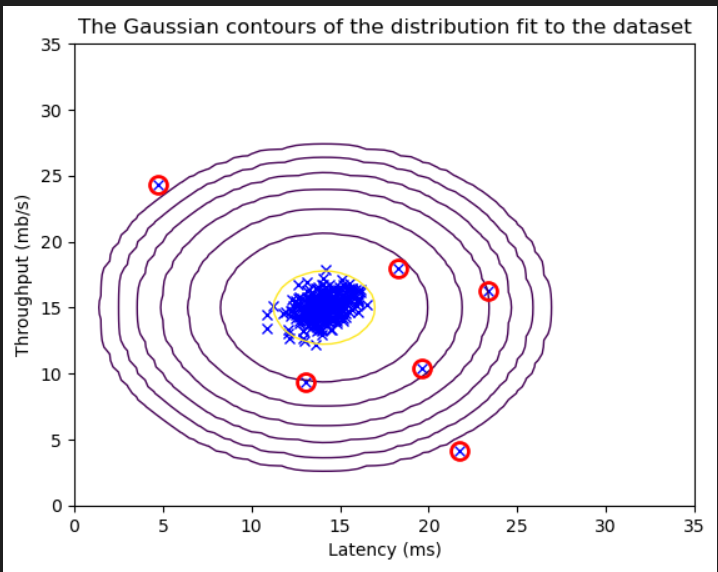 The Gaussian contours of the distribution fit to the dataset
35
30
25
20
15
10
5
0
Throughput (mb/s)
0 5 10 15 20 25 30 35
Latency (ms)